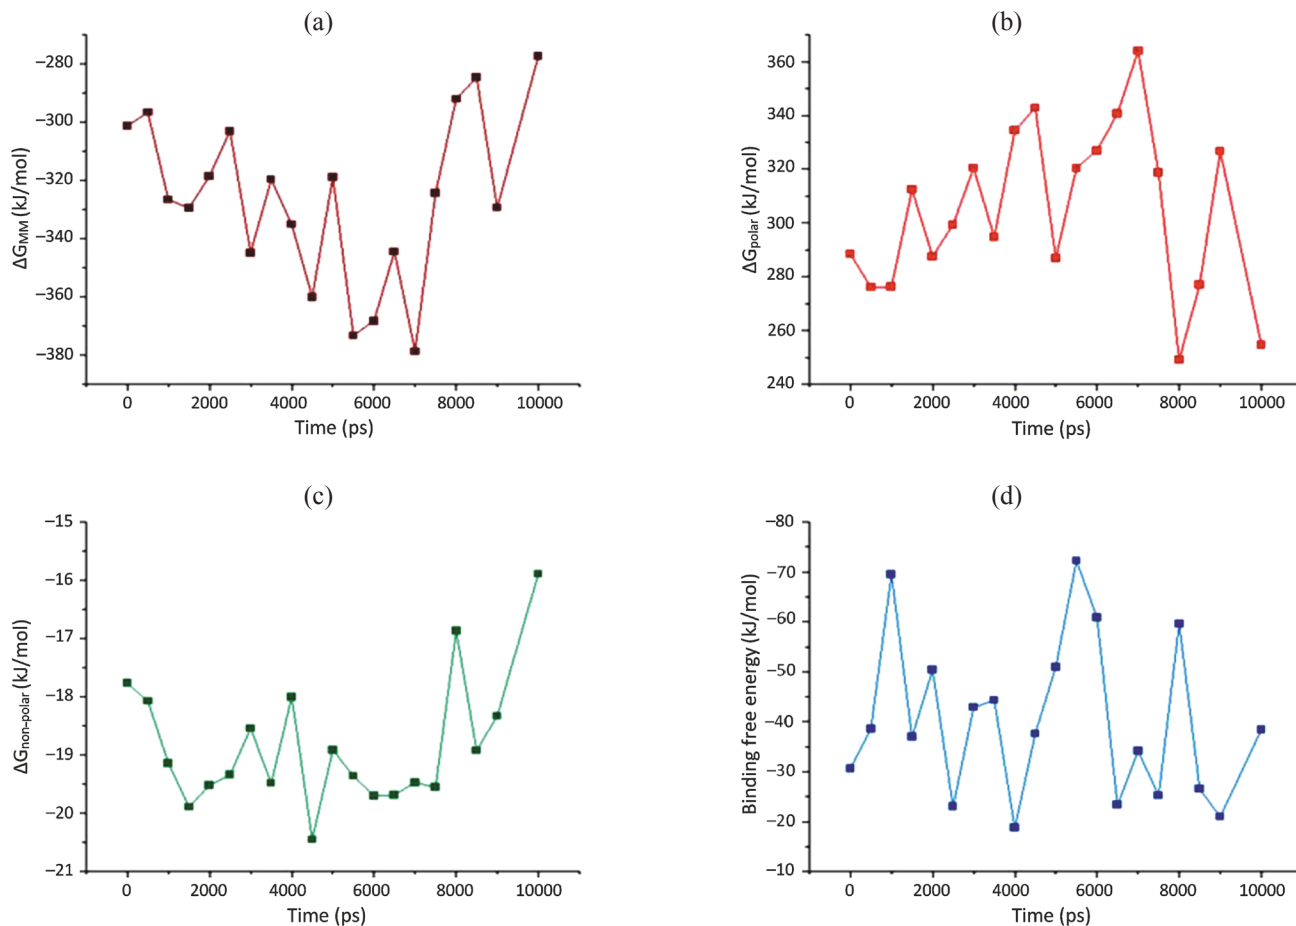 (a)
ΔG_MM (kJ/mol)
−280
−300
−320
−340
−360
−380
0 2000 4000 6000 8000 10000
Time (ps)
(b)
ΔG_polar (kJ/mol)
360
340
320
300
280
260
240
0 2000 4000 6000 8000 10000
Time (ps)
(c)
ΔG_non-polar (kJ/mol)
−15
−16
−17
−18
−19
−20
−21
0 2000 4000 6000 8000 10000
Time (ps)
(d)
Binding free energy (kJ/mol)
−80
−70
−60
−50
−40
−30
−20
−10
0 2000 4000 6000 8000 10000
Time (ps)